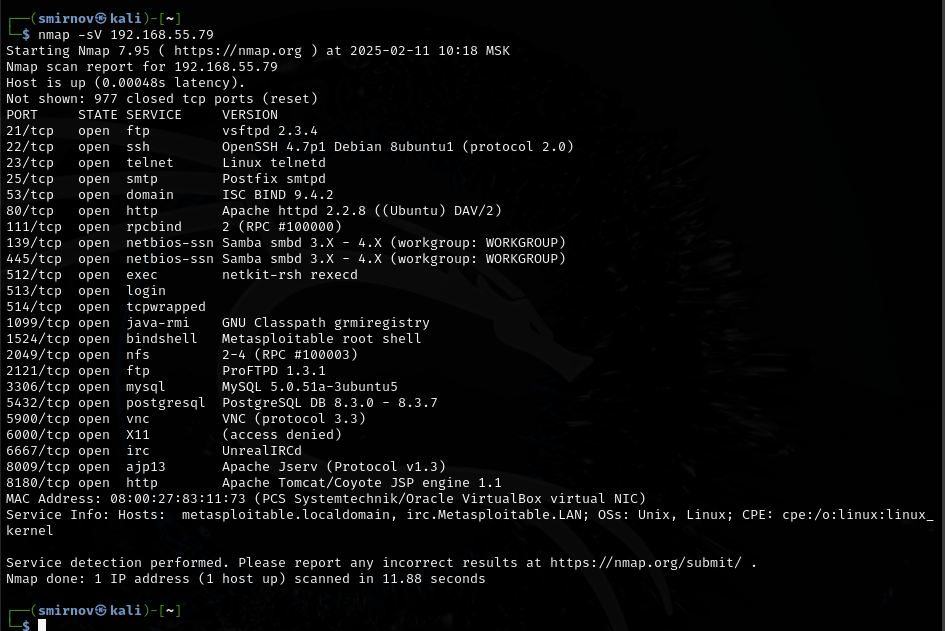 ┌──(smirnov㉿kali)-[~]
└─$ nmap -sV 192.168.55.79
Starting Nmap 7.95 ( https://nmap.org ) at 2025-02-11 10:18 MSK
Nmap scan report for 192.168.55.79
Host is up (0.00048s latency).
Not shown: 977 closed tcp ports (reset)
PORT     STATE SERVICE     VERSION
21/tcp   open  ftp         vsftpd 2.3.4
22/tcp   open  ssh         OpenSSH 4.7p1 Debian 8ubuntu1 (protocol 2.0)
23/tcp   open  telnet      Linux telnetd
25/tcp   open  smtp        Postfix smtpd
53/tcp   open  domain      ISC BIND 9.4.2
80/tcp   open  http        Apache httpd 2.2.8 ((Ubuntu) DAV/2)
111/tcp  open  rpcbind     2 (RPC #100000)
139/tcp  open  netbios-ssn Samba smbd 3.X - 4.X (workgroup: WORKGROUP)
445/tcp  open  netbios-ssn Samba smbd 3.X - 4.X (workgroup: WORKGROUP)
512/tcp  open  exec        netkit-rsh rexecd
513/tcp  open  login
514/tcp  open  tcpwrapped
1099/tcp open  java-rmi    GNU Classpath grmiregistry
1524/tcp open  bindshell   Metasploitable root shell
2049/tcp open  nfs         2-4 (RPC #100003)
2121/tcp open  ftp         ProFTPD 1.3.1
3306/tcp open  mysql       MySQL 5.0.51a-3ubuntu5
5432/tcp open  postgresql  PostgreSQL DB 8.3.0 - 8.3.7
5900/tcp open  vnc         VNC (protocol 3.3)
6000/tcp open  X11         (access denied)
6667/tcp open  irc         UnrealIRCd
8009/tcp open  ajp13       Apache Jserv (Protocol v1.3)
8180/tcp open  http        Apache Tomcat/Coyote JSP engine 1.1
MAC Address: 08:00:27:83:11:73 (PCS Systemtechnik/Oracle VirtualBox virtual NIC)
Service Info: Hosts:  metasploitable.localdomain, irc.Metasploitable.LAN; OSs: Unix, Linux; CPE: cpe:/o:linux:linux_
kernel

Service detection performed. Please report any incorrect results at https://nmap.org/submit/ .
Nmap done: 1 IP address (1 host up) scanned in 11.88 seconds

┌──(smirnov㉿kali)-[~]
└─$